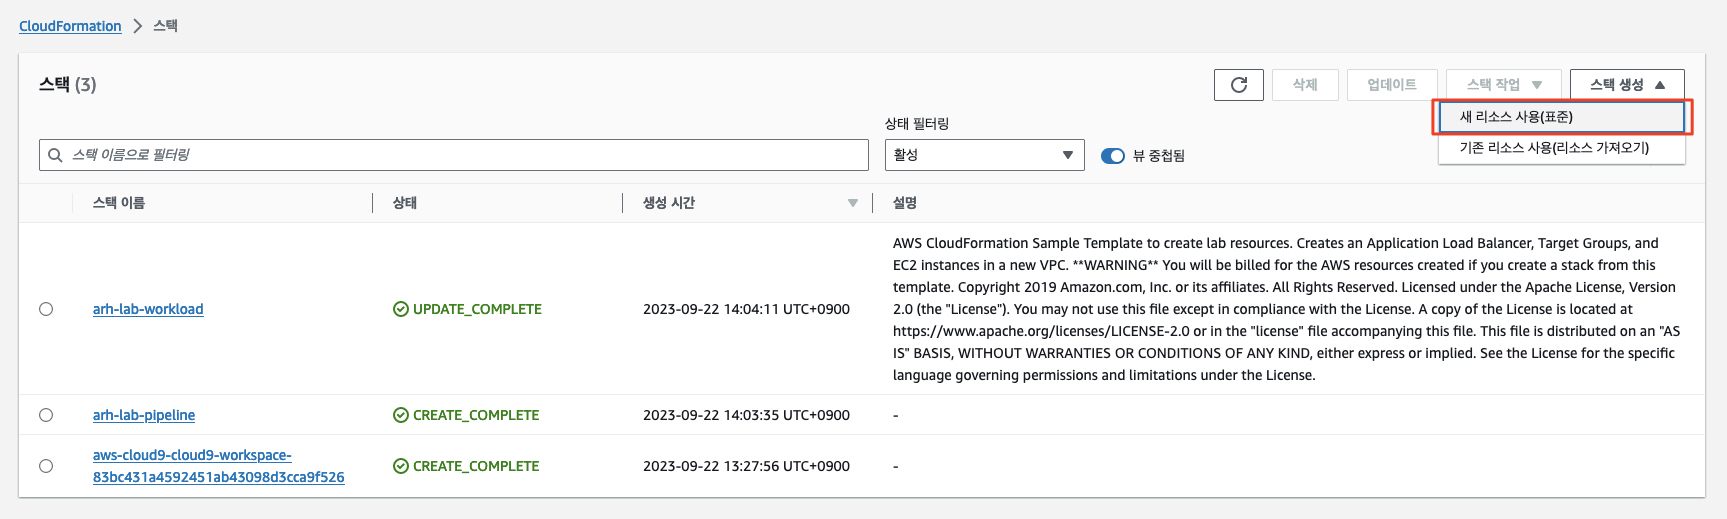 CloudFormation > 스택
스택 (3)
삭제
업데이트
스택 작업
스택 생성
새 리소스 사용(표준)
기존 리소스 사용(리소스 가져오기)
상태 필터링
스택 이름으로 필터링
활성
뷰 중첩됨
스택 이름
상태
생성 시간
설명
arh-lab-workload
UPDATE_COMPLETE
2023-09-22 14:04:11 UTC+0900
AWS CloudFormation Sample Template to create lab resources. Creates an Application Load Balancer, Target Groups, and
EC2 instances in a new VPC. **WARNING** You will be billed for the AWS resources created if you create a stack from this
template. Copyright 2019 Amazon.com, Inc. or its affiliates. All Rights Reserved. Licensed under the Apache License, Version
2.0 (the "License"). You may not use this file except in compliance with the License. A copy of the License is located at
https://www.apache.org/licenses/LICENSE-2.0 or in the "license" file accompanying this file. This file is distributed on an "AS
IS" BASIS, WITHOUT WARRANTIES OR CONDITIONS OF ANY KIND, either express or implied. See the License for the specific
language governing permissions and limitations under the License.
arh-lab-pipeline
CREATE_COMPLETE
2023-09-22 14:03:35 UTC+0900
-
aws-cloud9-cloud9-workspace-
83bc431a4592451ab43098d3cca9f526
CREATE_COMPLETE
2023-09-22 13:27:56 UTC+0900
-